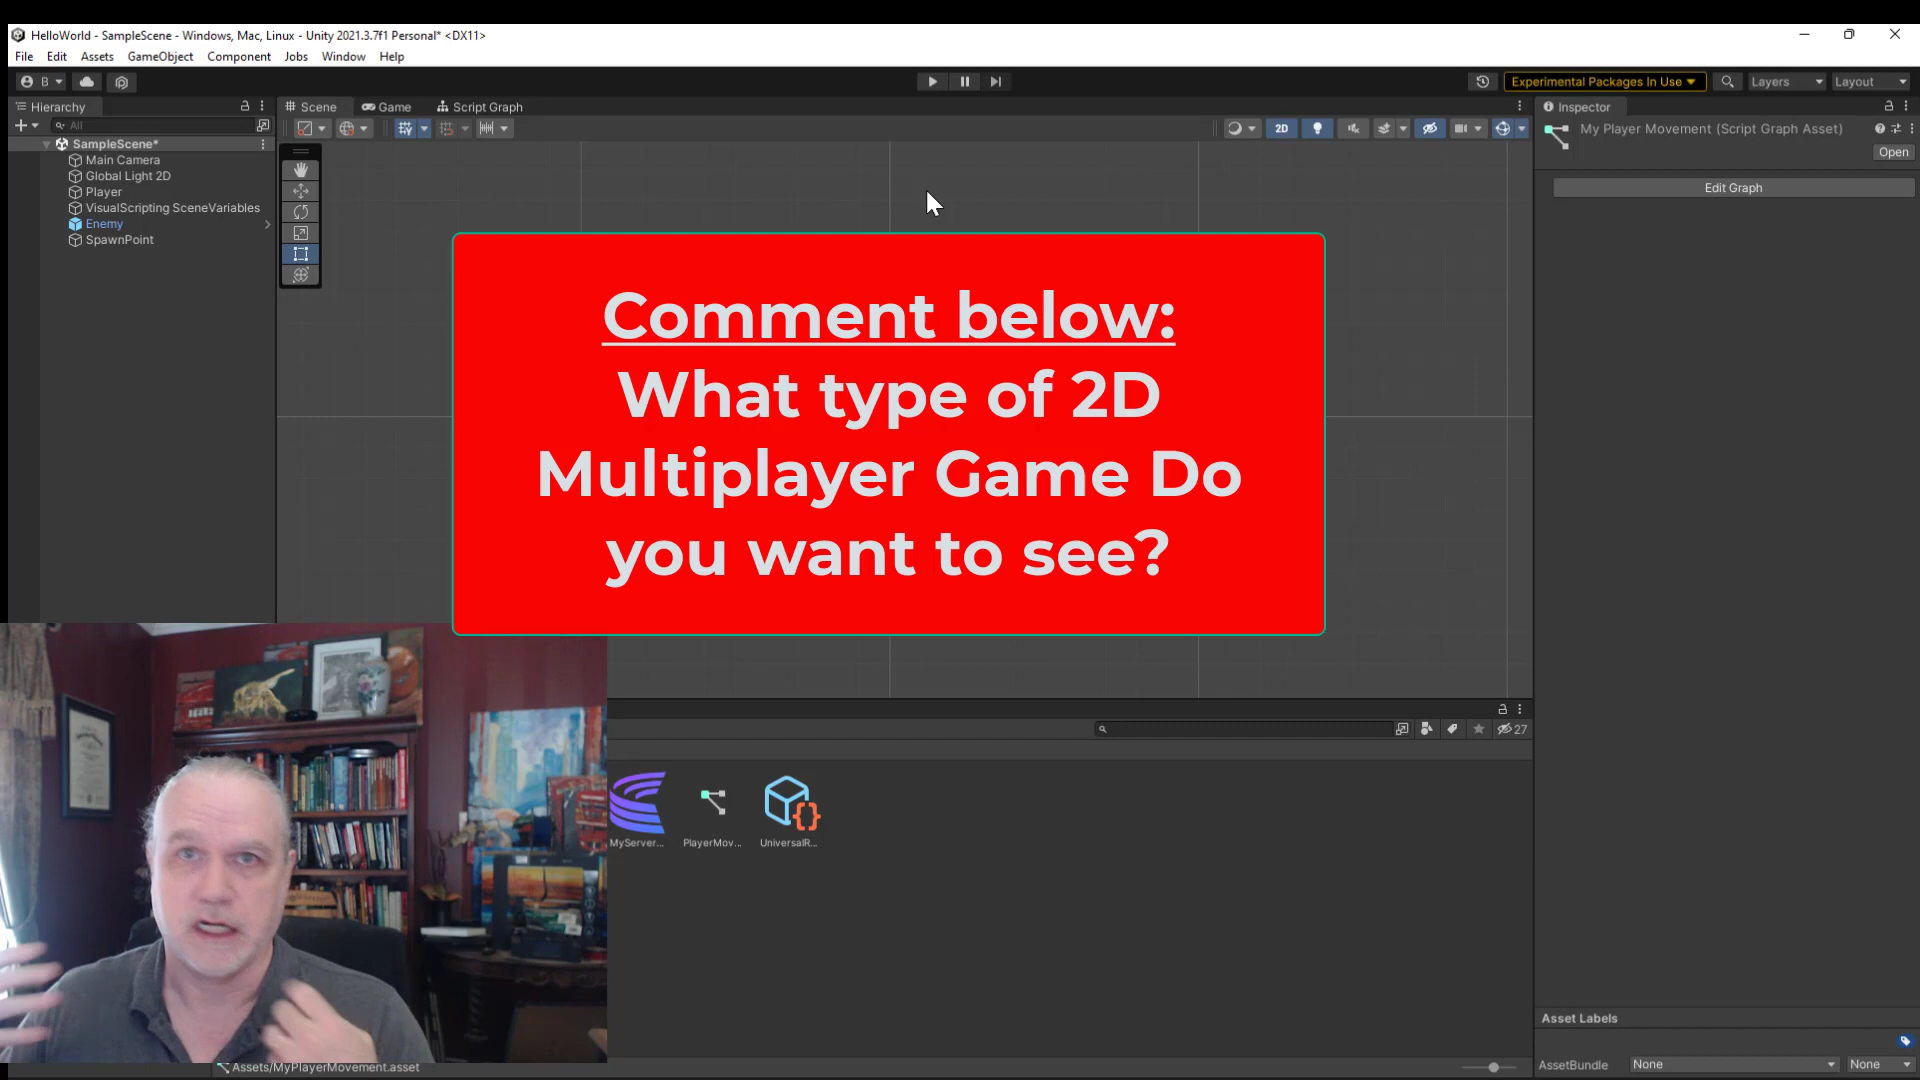 HelloWorld - SampleScene - Windows, Mac, Linux - Unity 2021.3.7f1 Personal* <DX11>
File Edit Assets GameObject Component Jobs Window Help
B Experimental Packages In Use Layers Layout
Hierarchy Scene Game Script Graph Inspector
All 2D My Player Movement (Script Graph Asset)
SampleScene* Open
Main Camera
Global Light 2D
Player Edit Graph
VisualScripting SceneVariables
Enemy
SpawnPoint
Comment below:
What type of 2D
Multiplayer Game Do
you want to see?
27
MyServer... PlayerMov... UniversalR...
Asset Labels
Assets/MyPlayerMovement.asset
AssetBundle None None